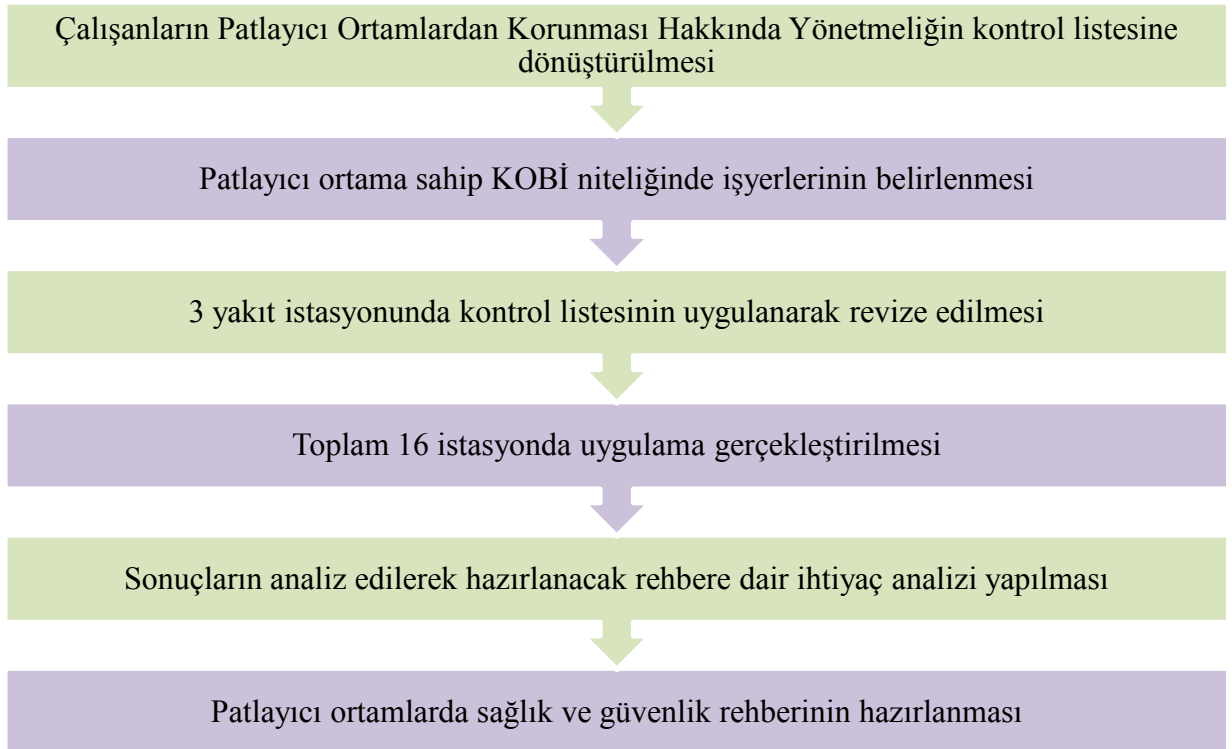 Çalışanların Patlayıcı Ortamlardan Korunması Hakkında Yönetmeliğin kontrol listesine
dönüştürülmesi
Patlayıcı ortama sahip KOBİ niteliğinde işyerlerinin belirlenmesi
3 yakıt istasyonunda kontrol listesinin uygulanarak revize edilmesi
Toplam 16 istasyonda uygulama gerçekleştirilmesi
Sonuçların analiz edilerek hazırlanacak rehbere dair ihtiyaç analizi yapılması
Patlayıcı ortamlarda sağlık ve güvenlik rehberinin hazırlanması